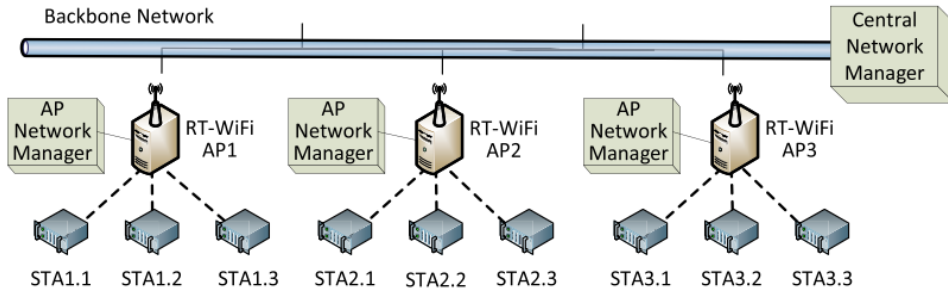 Backbone Network
Central
Network
Manager
AP
Network
Manager
RT-WiFi
AP1
AP
Network
Manager
RT-WiFi
AP2
AP
Network
Manager
RT-WiFi
AP3
STA1.1
STA1.2
STA1.3
STA2.1
STA2.2
STA2.3
STA3.1
STA3.2
STA3.3